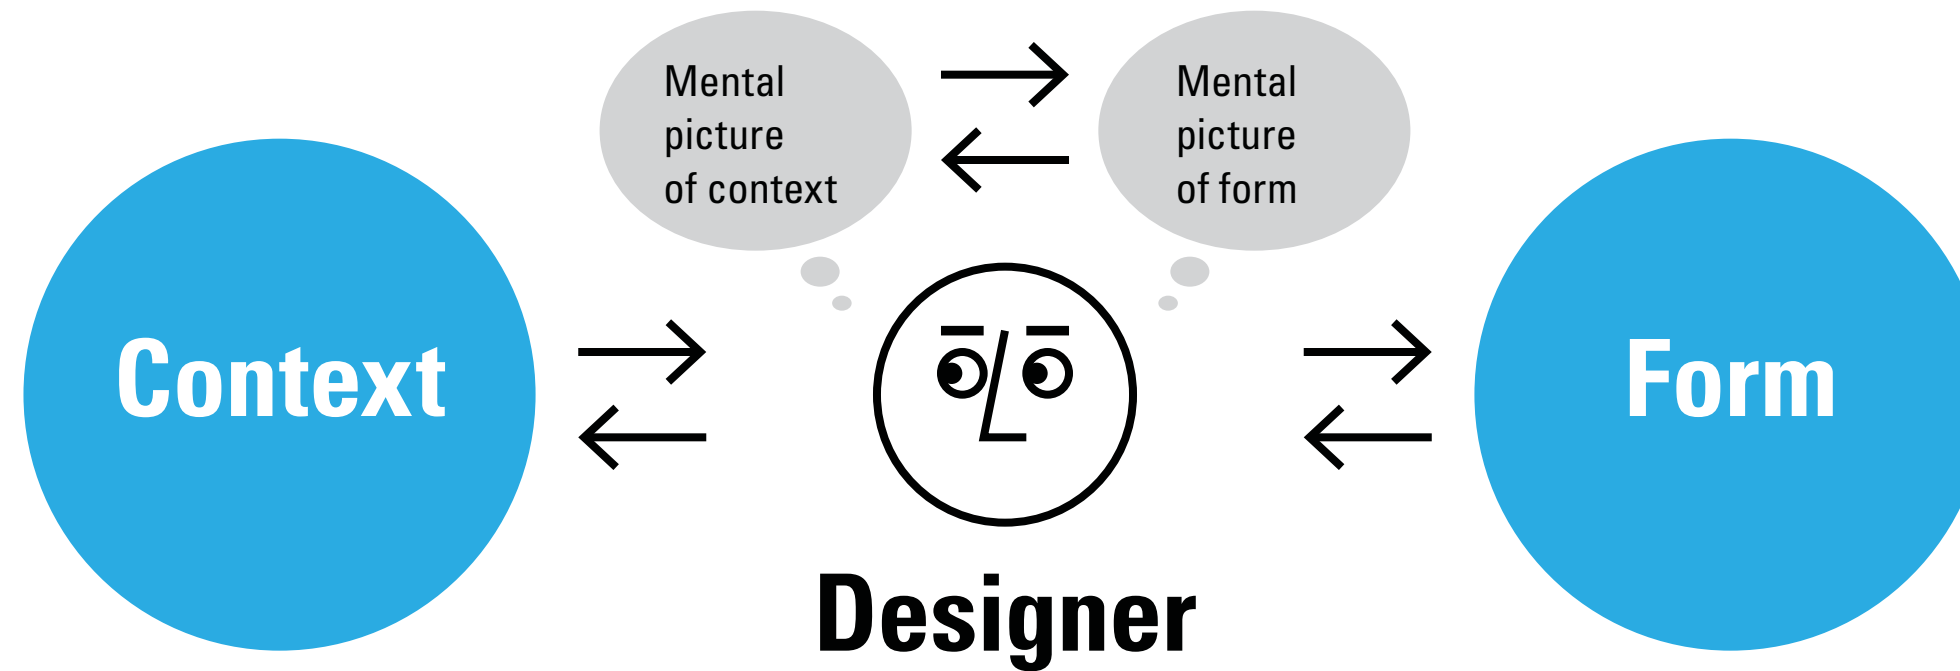 Mental
picture
of context
Mental
picture
of form
Context
Form
Designer